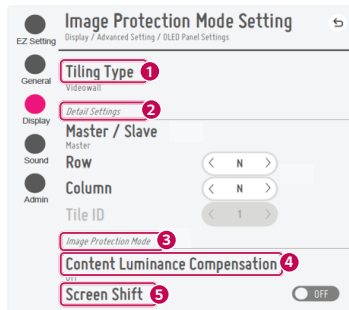 Image Protection Mode Setting
Display / Advanced Setting / OLED Panel Settings
EZ Setting
General
Display
Sound
Admin
Tiling Type 1
Videowall
Detail Settings 2
Master / Slave
Master
Row < N >
Column < N >
Tile ID < 1 >
Image Protection Mode 3
Content Luminance Compensation 4
Off
Screen Shift 5 OFF